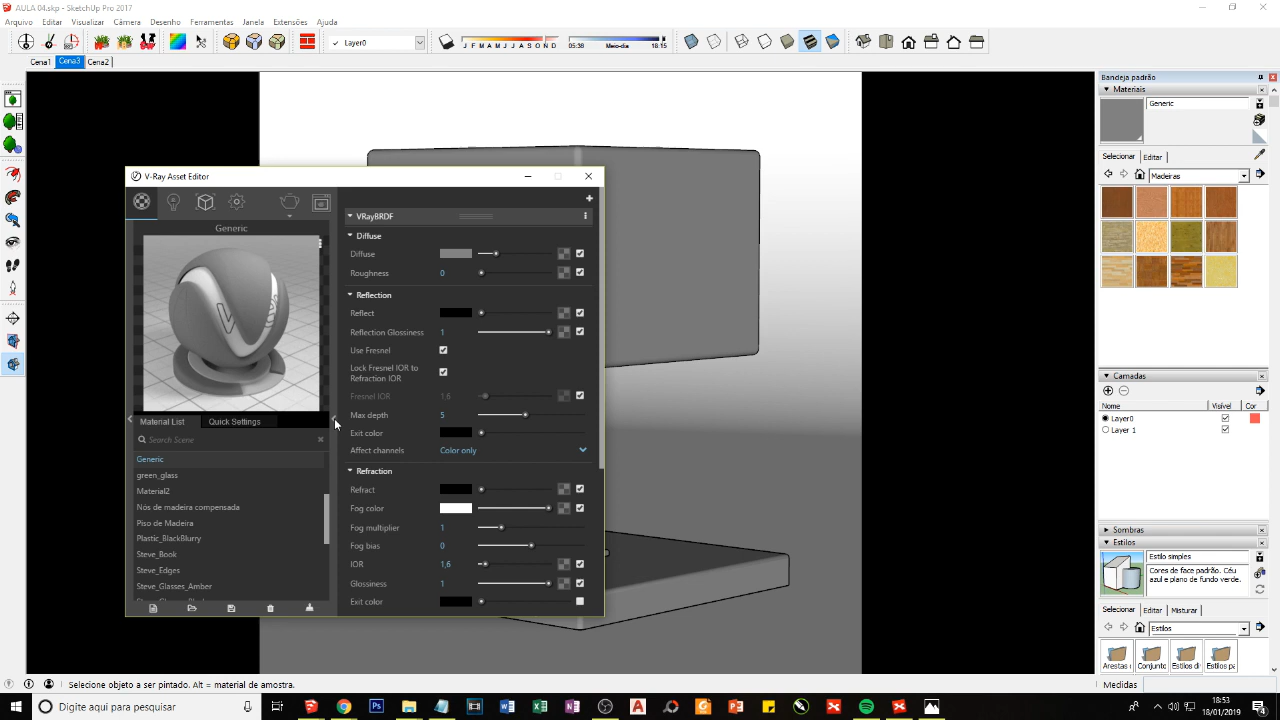 AULA 04.skp - SketchUp Pro 2017
Arquivo Editar Visualizar Câmera Desenho Ferramentas Janela Extensões Ajuda
Layer0
J F M A M J J A S O N D
05:38 Meio-dia 18:15
Cena1 Cena3 Cena2
Bandeja padrão
Materiais
Generic
Selecionar Editar
Madeiras
V-Ray Asset Editor
Generic
Material List Quick Settings
Search Scene
Generic
green_glass
Material2
Nós de madeira compensada
Piso de Madeira
Plastic_BlackBlurry
Steve_Book
Steve_Edges
Steve_Glasses_Amber
VRayBRDF
Diffuse
Diffuse
Roughness 0
Reflection
Reflect
Reflection Glossiness 1
Use Fresnel
Lock Fresnel IOR to
Refraction IOR
Fresnel IOR 1,6
Max depth 5
Exit color
Affect channels Color only
Refraction
Refract
Fog color
Fog multiplier 1
Fog bias 0
IOR 1,6
Glossiness 1
Exit color
Camadas
Nome Visível Cor
Layer0
Layer 1
Sombras
Estilos
Estilo simples
Cores de face padrão. Céu
azul e plano de fundo verde.
Selecionar Editar Misturar
Estilos
Arestas Conjunto Estilos di Estilos pa
Selecione objeto a ser pintado. Alt = material de amostra.
Medidas
Digite aqui para pesquisar
18:53
18/01/2019